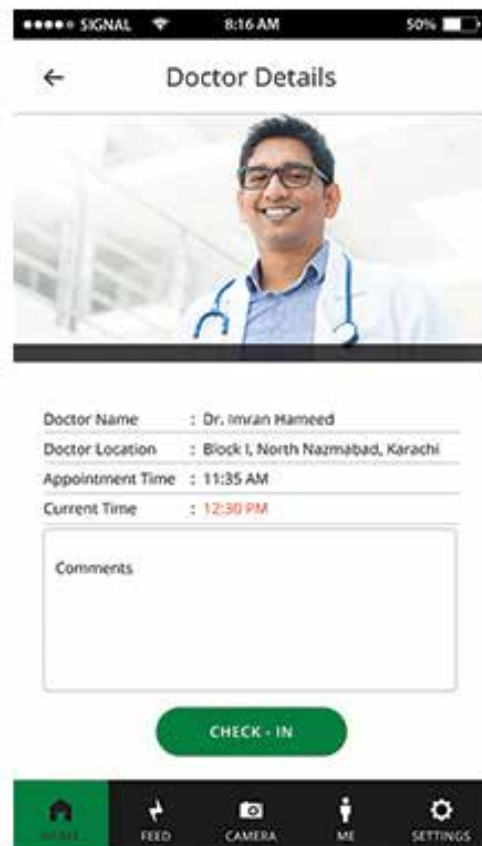 SIGNAL 8:16 AM 50%
Doctor Details
Doctor Name : Dr. Imran Hameed
Doctor Location : Block I, North Nazmabad, Karachi
Appointment Time : 11:35 AM
Current Time : 12:30 PM
Comments
CHECK - IN
HOME FEED CAMERA ME SETTINGS